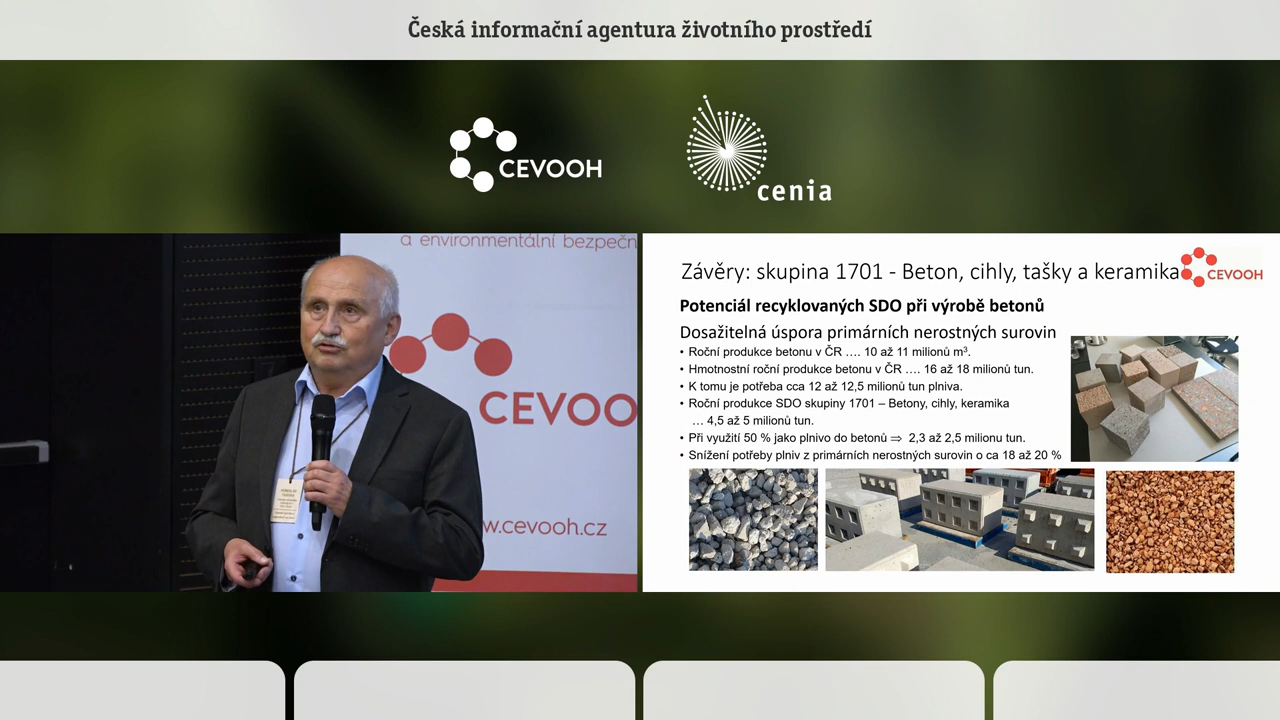 Česká informační agentura životního prostředí
CEVOOH
cenia
a environmentální bezpečn
CEVOO
w.cevooh.cz
Závěry: skupina 1701 - Beton, cihly, tašky a keramika
CEVOOH
Potenciál recyklovaných SDO při výrobě betonů
Dosažitelná úspora primárních nerostných surovin
• Roční produkce betonu v ČR …. 10 až 11 milionů m³.
• Hmotnostní roční produkce betonu v ČR …. 16 až 18 milionů tun.
• K tomu je potřeba cca 12 až 12,5 milionů tun plniva.
• Roční produkce SDO skupiny 1701 – Betony, cihly, keramika
… 4,5 až 5 milionů tun.
• Při využití 50 % jako plnivo do betonů ⇒ 2,3 až 2,5 milionu tun.
• Snížení potřeby plniv z primárních nerostných surovin o ca 18 až 20 %